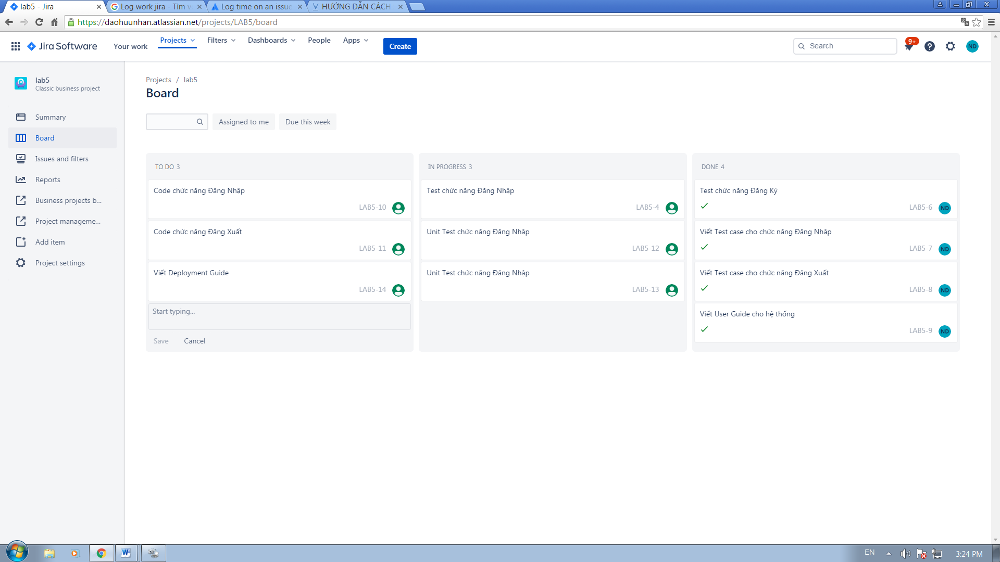 lab5 - Jira
Log work jira - Tìm v
Log time on an issue
HƯỚNG DẪN CÁCH
https://daohuunhan.atlassian.net/projects/LAB5/board
Jira Software
Your work
Projects
Filters
Dashboards
People
Apps
Create
Search
9+
ND
lab5
Classic business project
Summary
Board
Issues and filters
Reports
Business projects b...
Project manageme...
Add item
Project settings
Projects / lab5
Board
Assigned to me
Due this week
TO DO 3
Code chức năng Đăng Nhập
LAB5-10
Code chức năng Đăng Xuất
LAB5-11
Viết Deployment Guide
LAB5-14
Start typing...
Save Cancel
IN PROGRESS 3
Test chức năng Đăng Nhập
LAB5-4
Unit Test chức năng Đăng Nhập
LAB5-12
Unit Test chức năng Đăng Nhập
LAB5-13
DONE 4
Test chức năng Đăng Ký
LAB5-6 ND
Viết Test case cho chức năng Đăng Nhập
LAB5-7 ND
Viết Test case cho chức năng Đăng Xuất
LAB5-8 ND
Viết User Guide cho hệ thống
LAB5-9 ND
EN
3:24 PM